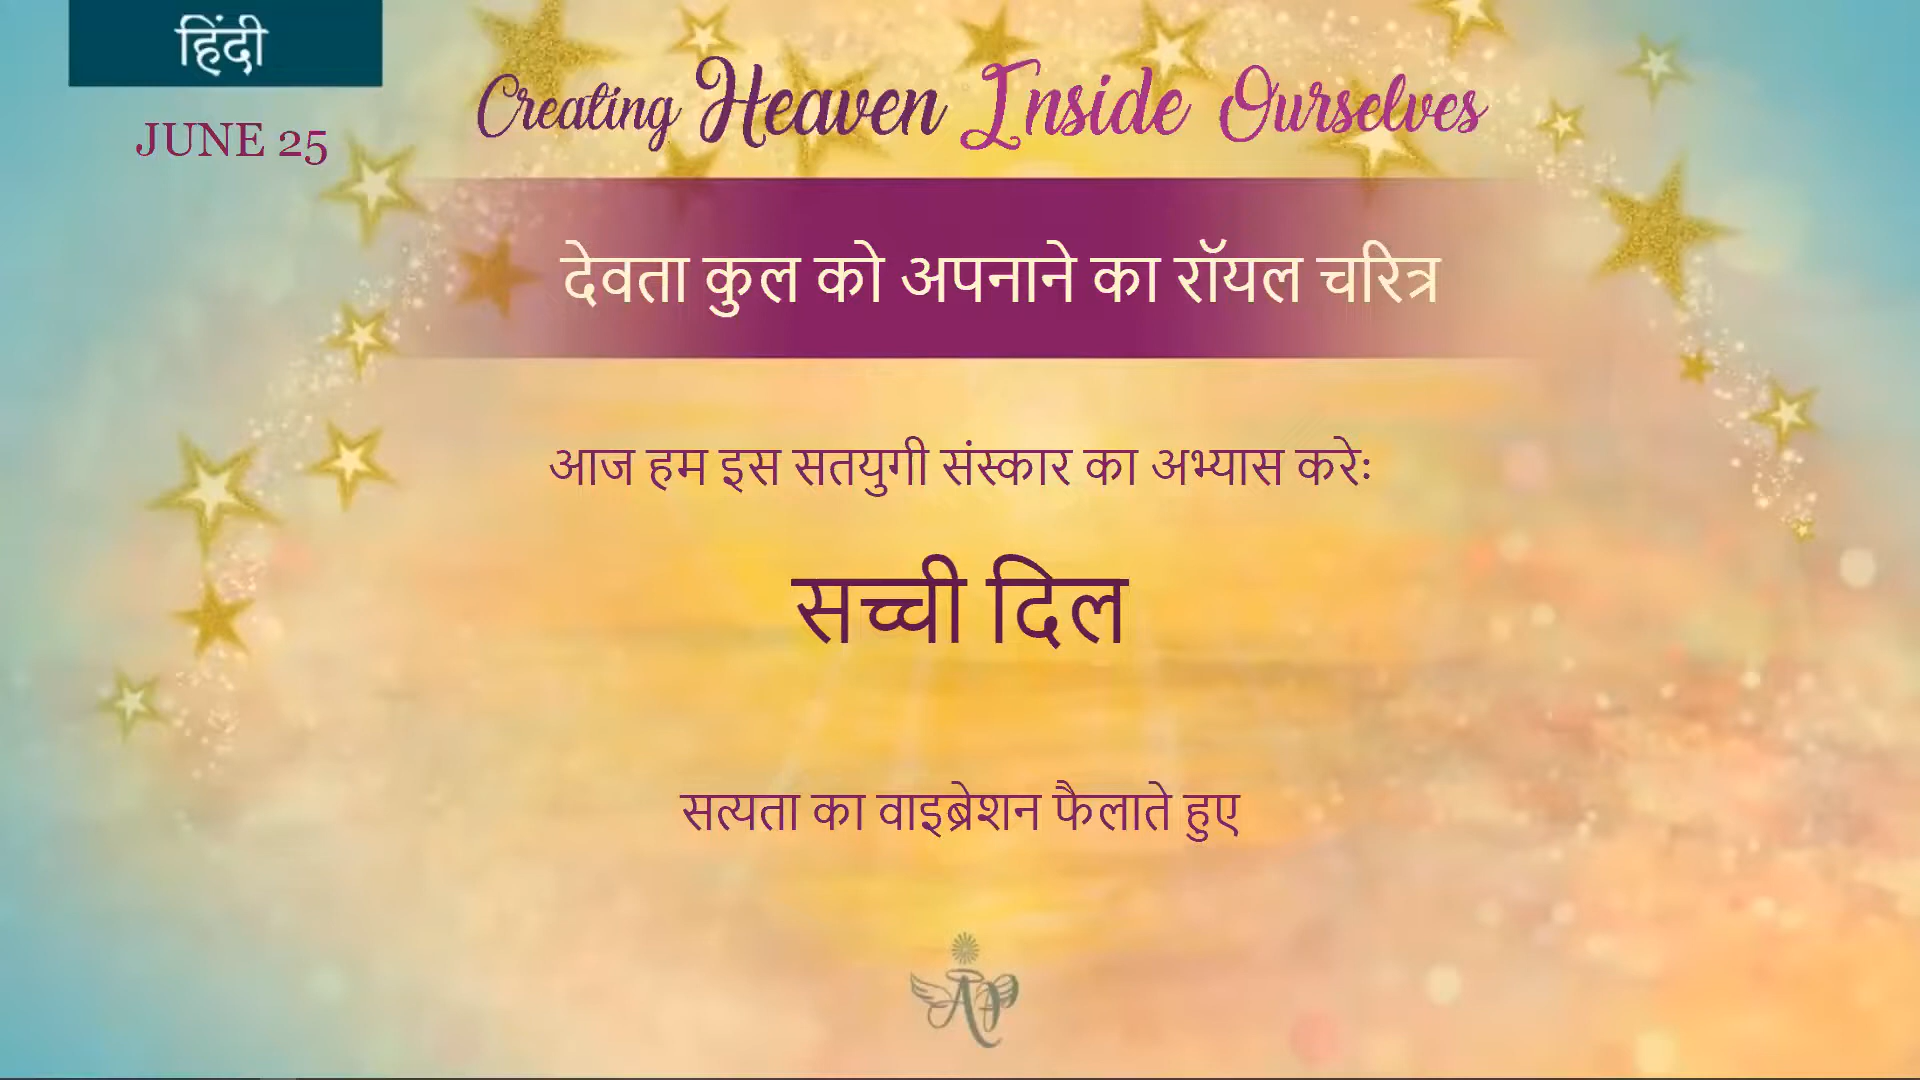 हिंदी
JUNE 25
Creating Heaven Inside Ourselves
देवता कुल को अपनाने का रॉयल चरित्र
आज हम इस सतयुगी संस्कार का अभ्यास करेः
सच्ची दिल
सत्यता का वाइब्रेशन फैलाते हुए